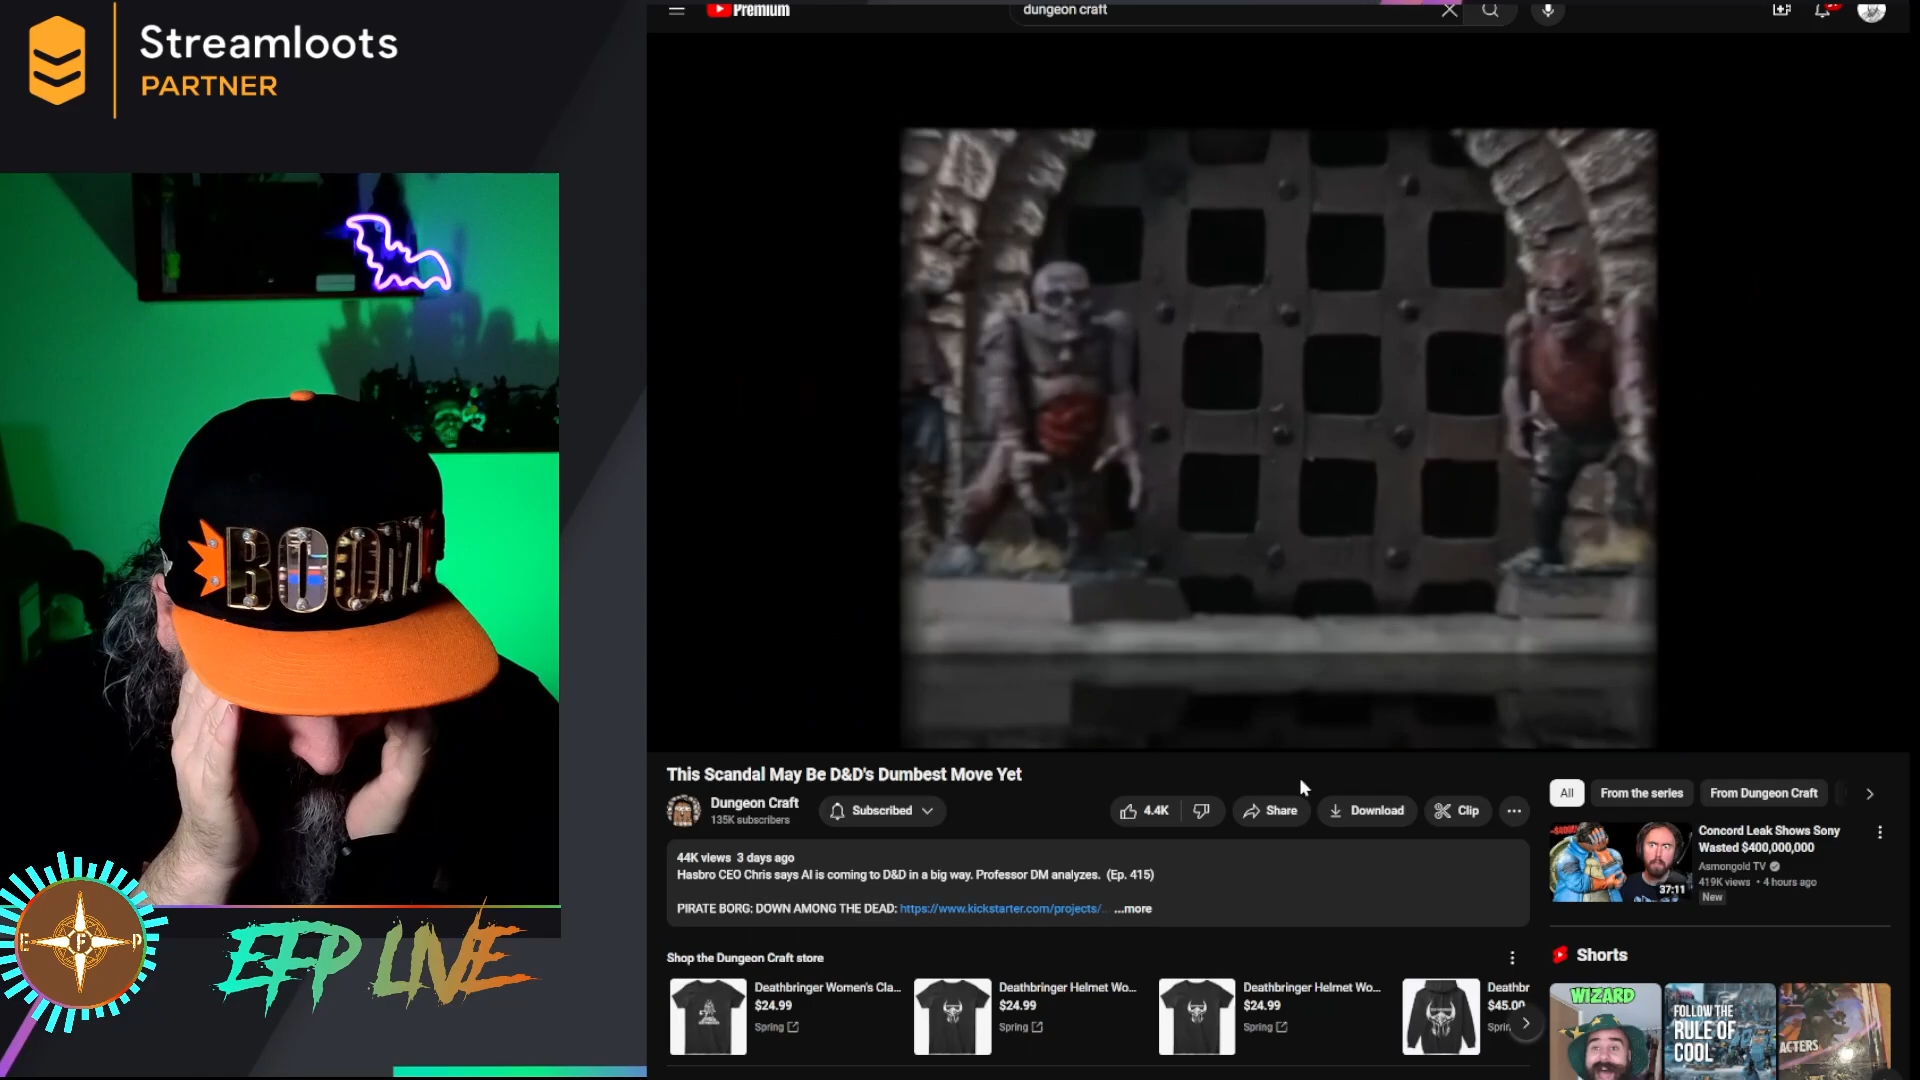 Streamloots
PARTNER
BOOM
E F P
EFP LIVE
Premium
dungeon craft
This Scandal May Be D&D's Dumbest Move Yet
Dungeon Craft
135K subscribers
Subscribed
4.4K
Share
Download
Clip
44K views 3 days ago
Hasbro CEO Chris says AI is coming to D&D in a big way. Professor DM analyzes. (Ep. 415)
PIRATE BORG: DOWN AMONG THE DEAD: https://www.kickstarter.com/projects/... ...more
Shop the Dungeon Craft store
Deathbringer Women's Cla...
$24.99
Spring
Deathbringer Helmet Wo...
$24.99
Spring
Deathbringer Helmet Wo...
$24.99
Spring
Deathbr
$45.00
Sprin
All
From the series
From Dungeon Craft
37:11
Concord Leak Shows Sony
Wasted $400,000,000
Asmongold TV
419K views • 4 hours ago
New
Shorts
WIZARD
FOLLOW THE
RULE OF
COOL
ACTERS